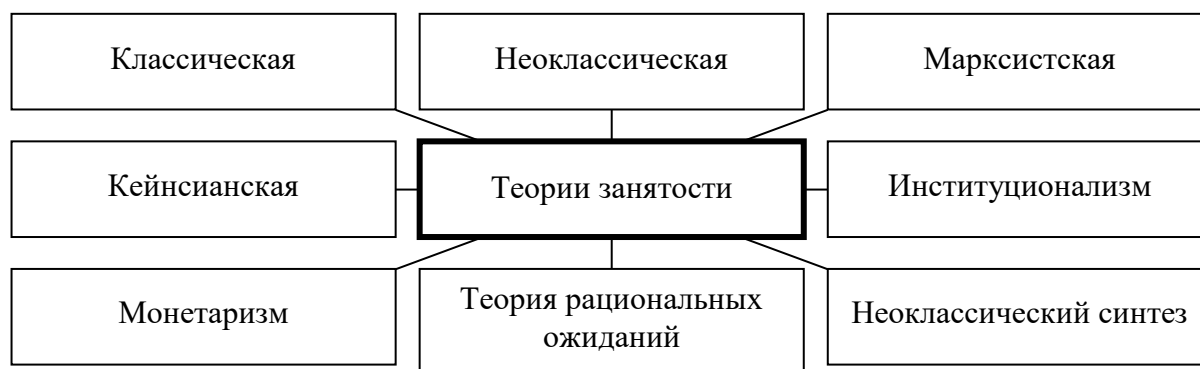 Классическая
Неоклассическая
Марксистская
Кейнсианская
Теории занятости
Институционализм
Монетаризм
Теория рациональных
ожиданий
Неоклассический синтез